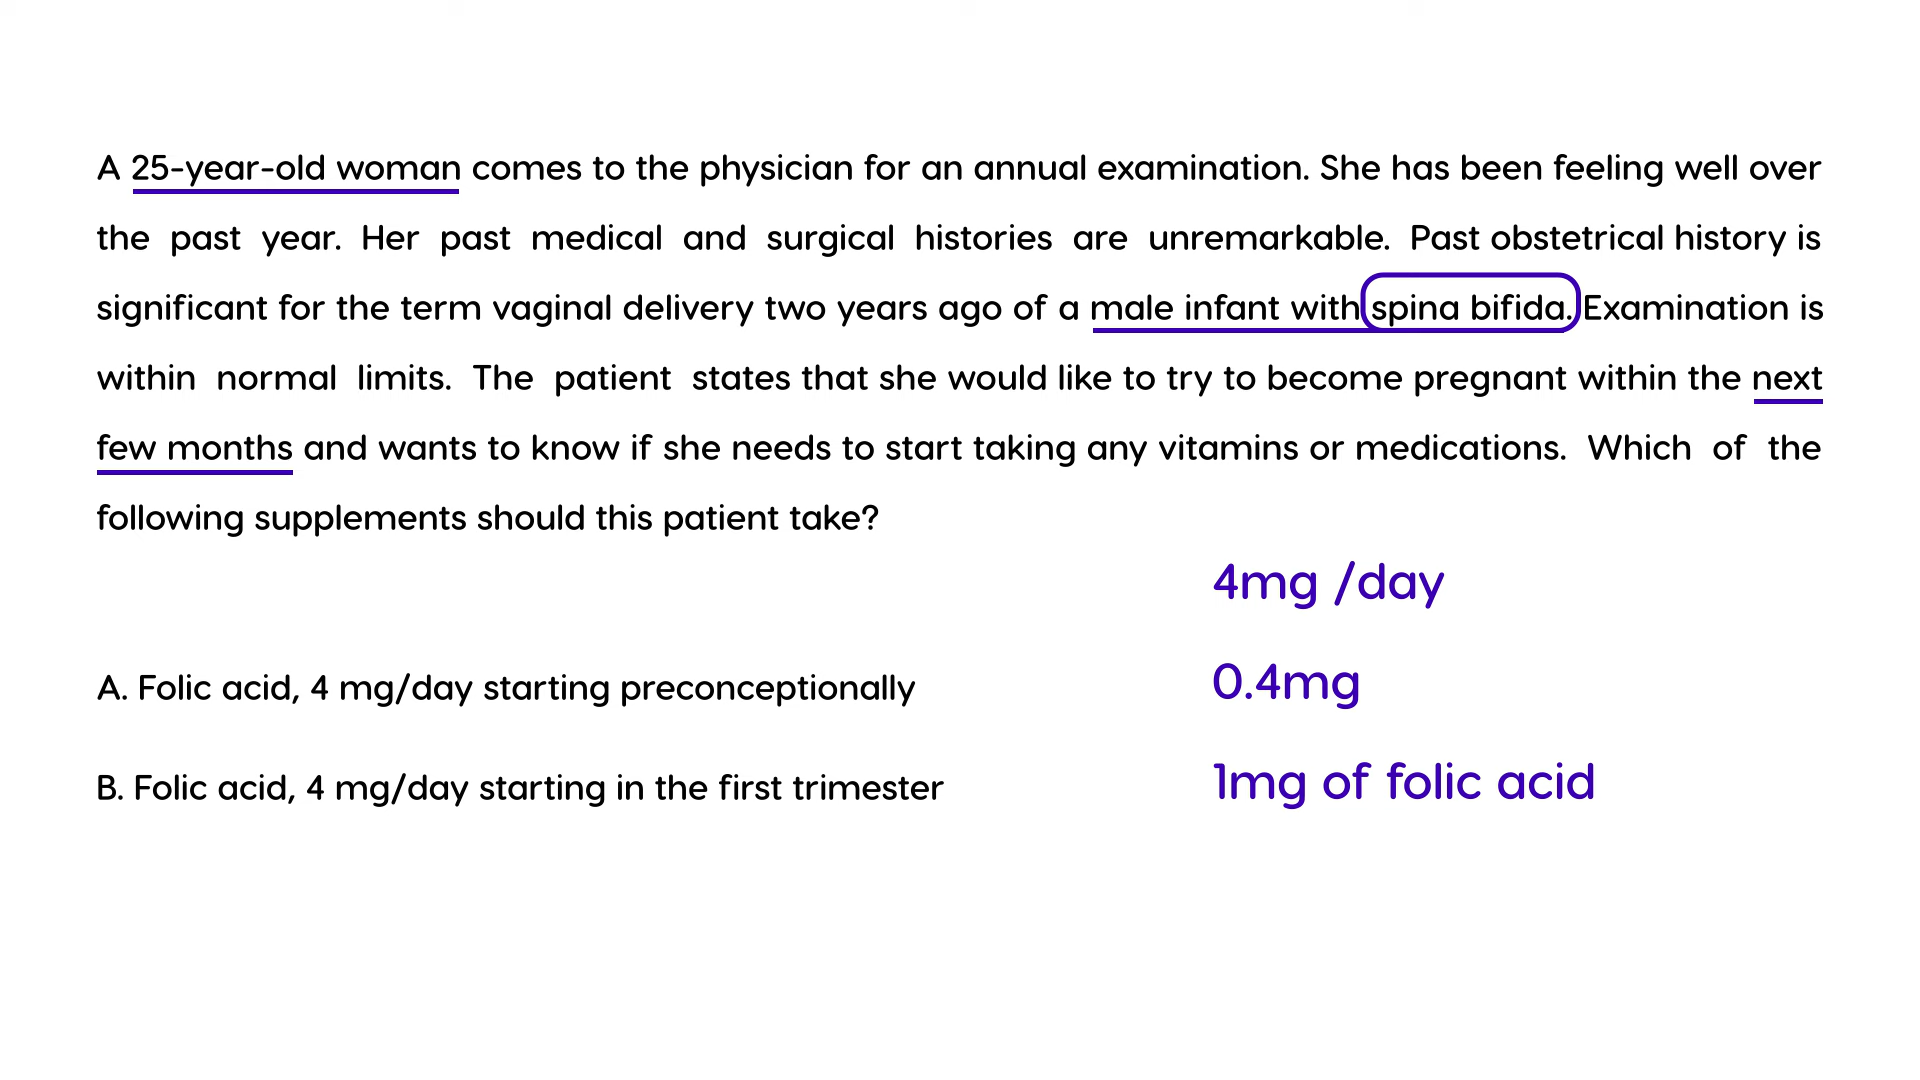 A 25-year-old woman comes to the physician for an annual examination. She has been feeling well over
the past year. Her past medical and surgical histories are unremarkable. Past obstetrical history is
significant for the term vaginal delivery two years ago of a male infant with spina bifida. Examination is
within normal limits. The patient states that she would like to try to become pregnant within the next
few months and wants to know if she needs to start taking any vitamins or medications. Which of the
following supplements should this patient take?
4mg /day
A. Folic acid, 4 mg/day starting preconceptionally
0.4mg
B. Folic acid, 4 mg/day starting in the first trimester
1mg of folic acid